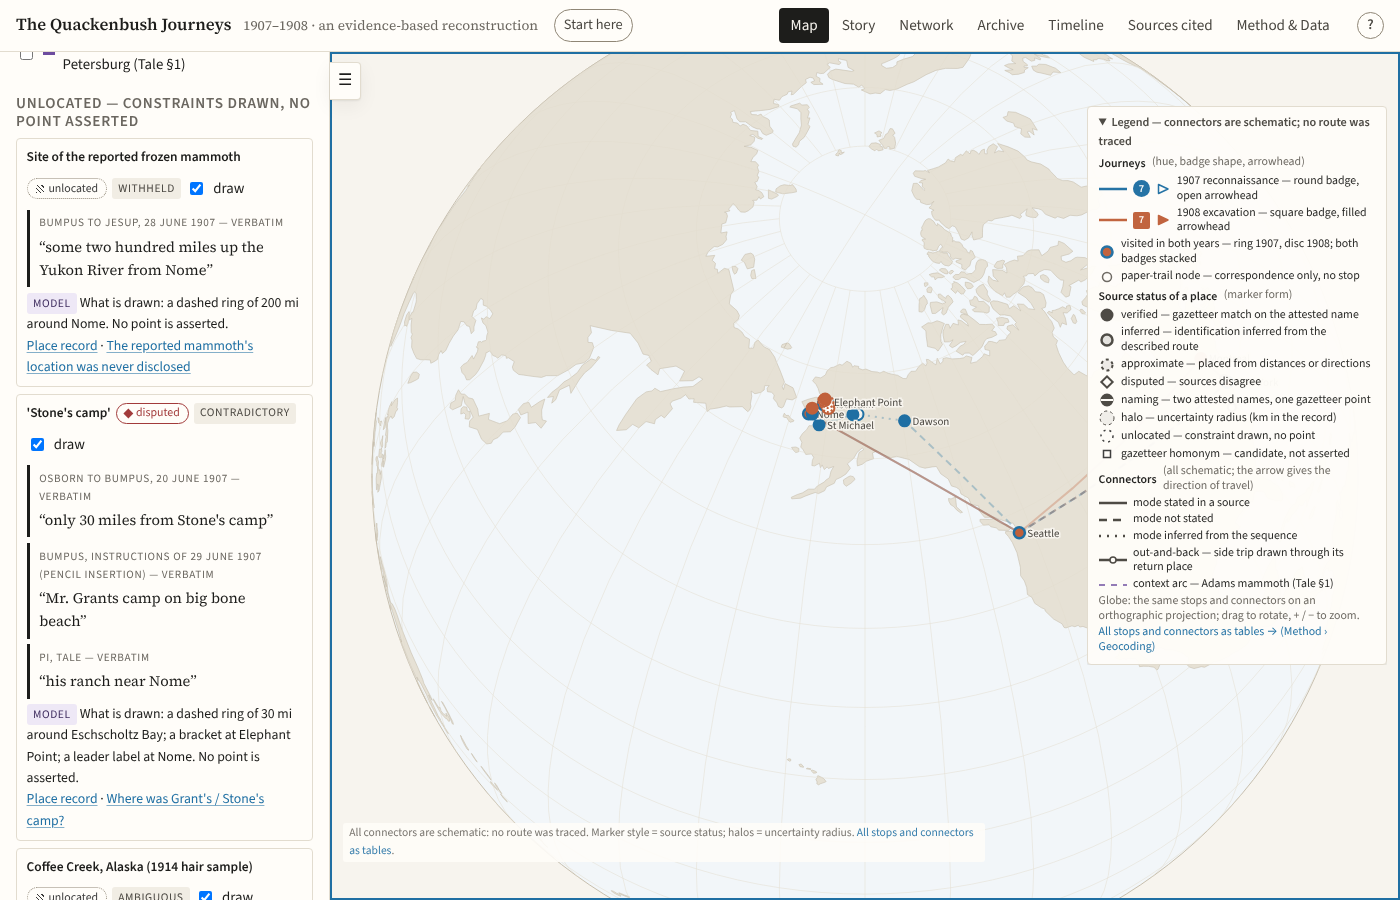 The Quackenbush Journeys 1907–1908 · an evidence-based reconstruction Start here Map Story Network Archive Timeline Sources cited Method & Data ?
Petersburg (Tale §1)
UNLOCATED — CONSTRAINTS DRAWN, NO
POINT ASSERTED
Site of the reported frozen mammoth
unlocated WITHHELD draw
BUMPUS TO JESUP, 28 JUNE 1907 — VERBATIM
“some two hundred miles up the
Yukon River from Nome”
MODEL What is drawn: a dashed ring of 200 mi
around Nome. No point is asserted.
Place record · The reported mammoth's
location was never disclosed
'Stone's camp' disputed CONTRADICTORY
draw
OSBORN TO BUMPUS, 20 JUNE 1907 —
VERBATIM
“only 30 miles from Stone's camp”
BUMPUS, INSTRUCTIONS OF 29 JUNE 1907
(PENCIL INSERTION) — VERBATIM
“Mr. Grants camp on big bone
beach”
PI, TALE — VERBATIM
“his ranch near Nome”
MODEL What is drawn: a dashed ring of 30 mi
around Eschscholtz Bay; a bracket at Elephant
Point; a leader label at Nome. No point is
asserted.
Place record · Where was Grant's / Stone's
camp?
Coffee Creek, Alaska (1914 hair sample)
unlocated AMBIGUOUS draw
☰
Elephant Point
Nome
St Michael
Dawson
Seattle
▼ Legend — connectors are schematic; no route was
traced
Journeys (hue, badge shape, arrowhead)
7 1907 reconnaissance — round badge,
open arrowhead
7 1908 excavation — square badge, filled
arrowhead
visited in both years — ring 1907, disc 1908; both
badges stacked
paper-trail node — correspondence only, no stop
Source status of a place (marker form)
verified — gazetteer match on the attested name
inferred — identification inferred from the
described route
approximate — placed from distances or directions
disputed — sources disagree
naming — two attested names, one gazetteer point
halo — uncertainty radius (km in the record)
unlocated — constraint drawn, no point
gazetteer homonym — candidate, not asserted
Connectors (all schematic; the arrow gives the
direction of travel)
mode stated in a source
mode not stated
mode inferred from the sequence
out-and-back — side trip drawn through its
return place
context arc — Adams mammoth (Tale §1)
Globe: the same stops and connectors on an
orthographic projection; drag to rotate, + / − to zoom.
All stops and connectors as tables → (Method ›
Geocoding)
All connectors are schematic: no route was traced. Marker style = source status; halos = uncertainty radius. All stops and connectors
as tables.